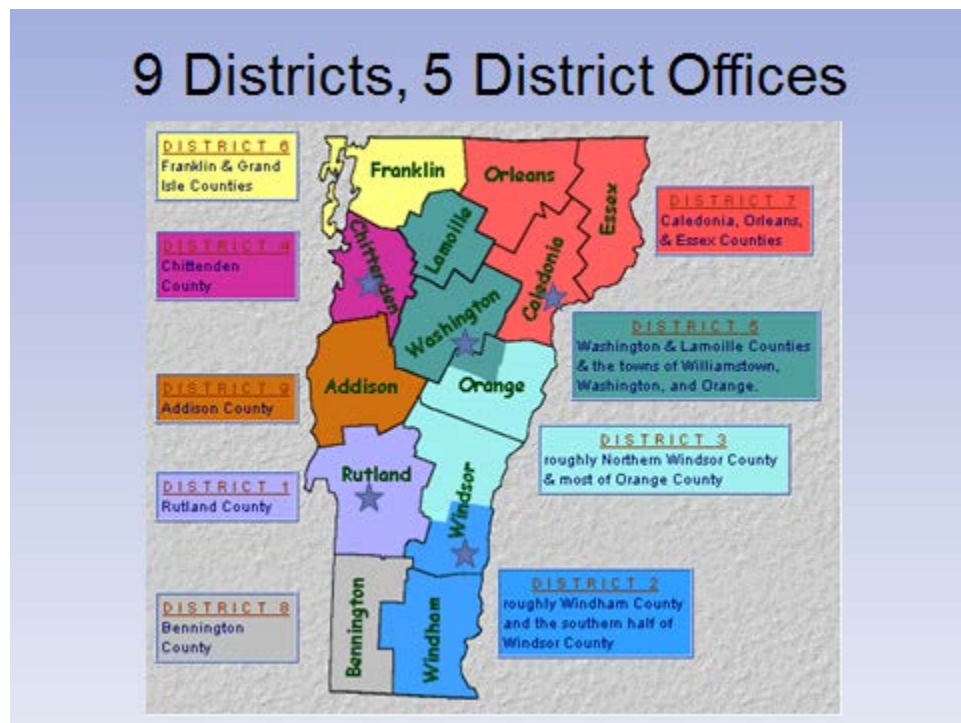 9 Districts, 5 District Offices
DISTRICT 6
Franklin & Grand
Isle Counties
DISTRICT 4
Chittenden
County
DISTRICT 9
Addison County
DISTRICT 1
Rutland County
DISTRICT 8
Bennington
County
Franklin
Orleans
Essex
Lamoille
Chittenden
Caledonia
Washington
Addison
Orange
Rutland
Windsor
Bennington
Windham
DISTRICT 7
Caledonia, Orleans,
& Essex Counties
DISTRICT 5
Washington & Lamoille Counties
& the towns of Williamstown,
Washington, and Orange.
DISTRICT 3
roughly Northern Windsor County
& most of Orange County
DISTRICT 2
roughly Windham County
and the southern half of
Windsor County